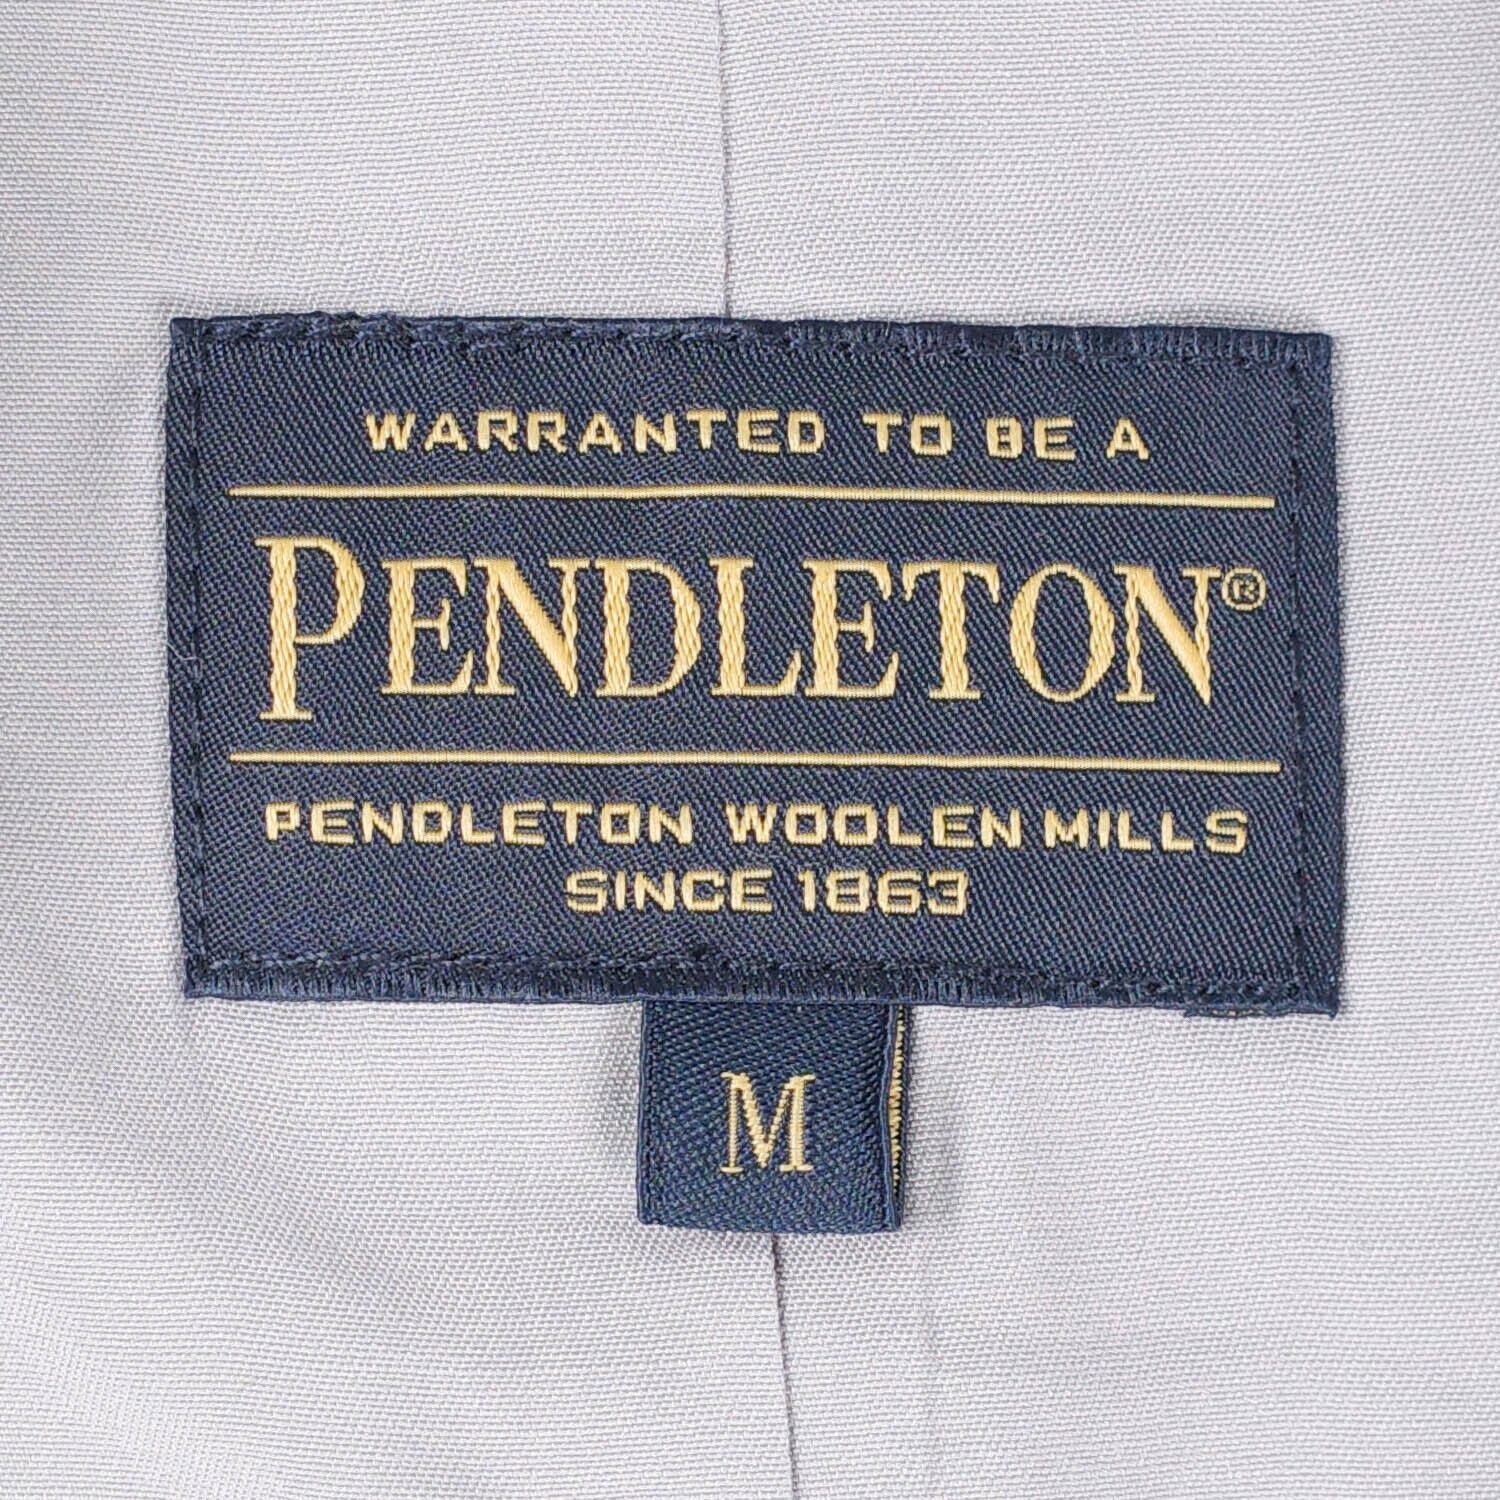 WARRANTED TO BE A
PENDLETON®
PENDLETON WOOLEN MILLS
SINCE 1863
M